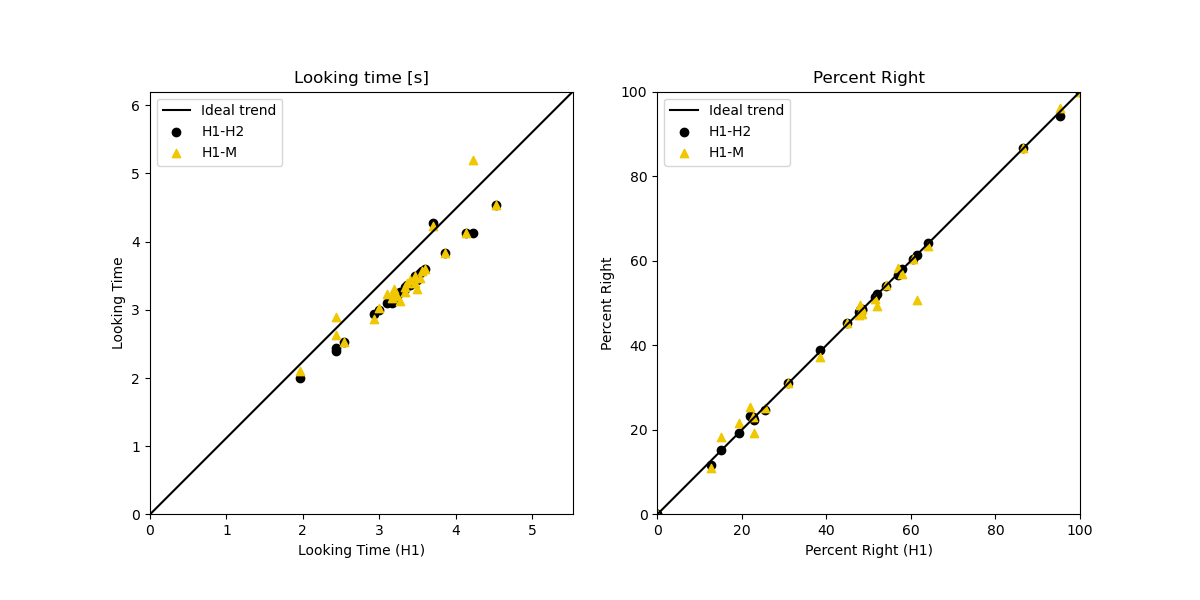 Looking time [s]
Ideal trend
H1-H2
H1-M
6
5
4
3
2
1
0
Looking Time
0 1 2 3 4 5
Looking Time (H1)
Percent Right
Ideal trend
H1-H2
H1-M
100
80
60
40
20
0
Percent Right
0 20 40 60 80 100
Percent Right (H1)